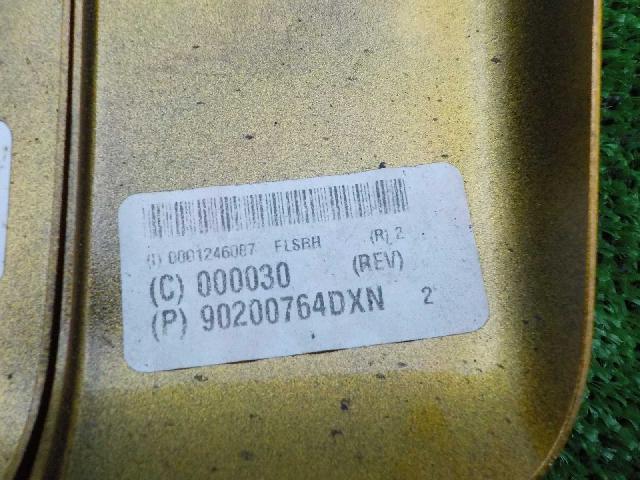 (I) 0001246087 FLSRH (R) 2
(C) 000030 (REV)
(P) 90200764DXN 2